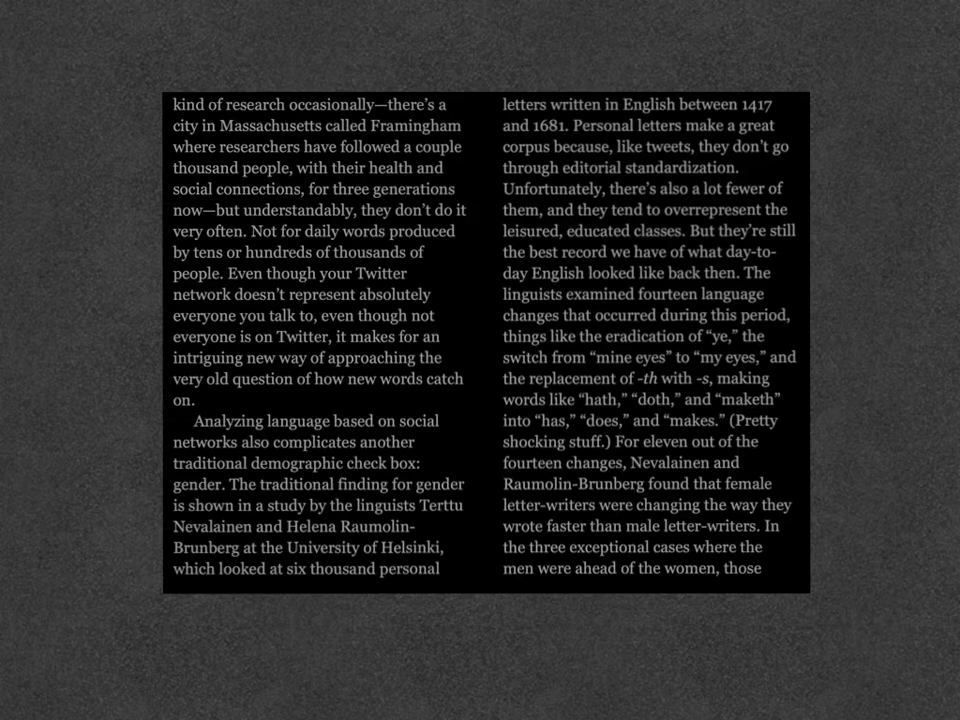 kind of research occasionally—there’s a
city in Massachusetts called Framingham
where researchers have followed a couple
thousand people, with their health and
social connections, for three generations
now—but understandably, they don’t do it
very often. Not for daily words produced
by tens or hundreds of thousands of
people. Even though your Twitter
network doesn’t represent absolutely
everyone you talk to, even though not
everyone is on Twitter, it makes for an
intriguing new way of approaching the
very old question of how new words catch
on.
Analyzing language based on social
networks also complicates another
traditional demographic check box:
gender. The traditional finding for gender
is shown in a study by the linguists Terttu
Nevalainen and Helena Raumolin-
Brunberg at the University of Helsinki,
which looked at six thousand personal
letters written in English between 1417
and 1681. Personal letters make a great
corpus because, like tweets, they don’t go
through editorial standardization.
Unfortunately, there’s also a lot fewer of
them, and they tend to overrepresent the
leisured, educated classes. But they’re still
the best record we have of what day-to-
day English looked like back then. The
linguists examined fourteen language
changes that occurred during this period,
things like the eradication of “ye,” the
switch from “mine eyes” to “my eyes,” and
the replacement of -th with -s, making
words like “hath,” “doth,” and “maketh”
into “has,” “does,” and “makes.” (Pretty
shocking stuff.) For eleven out of the
fourteen changes, Nevalainen and
Raumolin-Brunberg found that female
letter-writers were changing the way they
wrote faster than male letter-writers. In
the three exceptional cases where the
men were ahead of the women, those